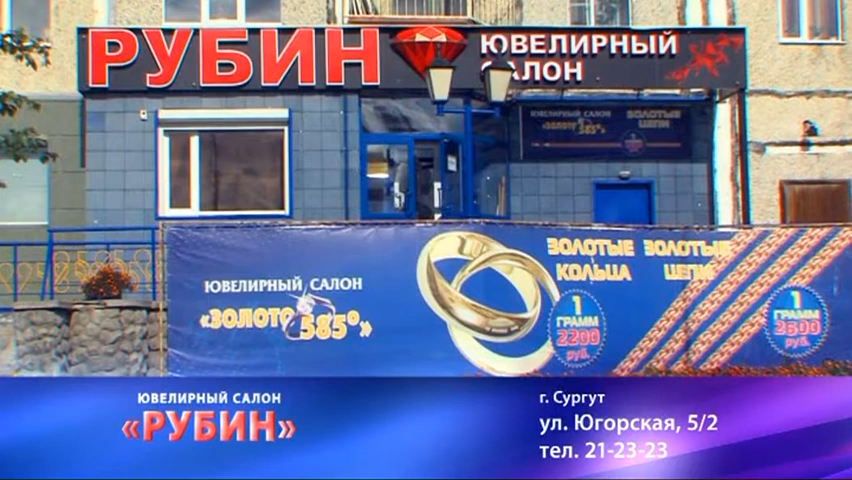 РУБИН
ЮВЕЛИРНЫЙ
САЛОН
ЮВЕЛИРНЫЙ САЛОН
«ЗОЛОТО 585°»
ЗОЛОТЫЕ
ЦЕПИ
ЮВЕЛИРНЫЙ САЛОН
«ЗОЛОТО 585°»
ЗОЛОТЫЕ
КОЛЬЦА
1
ГРАММ
2200
руб.
ЗОЛОТЫЕ
ЦЕПИ
1
ГРАММ
2600
руб.
ЮВЕЛИРНЫЙ САЛОН
«РУБИН»
г. Сургут
ул. Югорская, 5/2
тел. 21-23-23